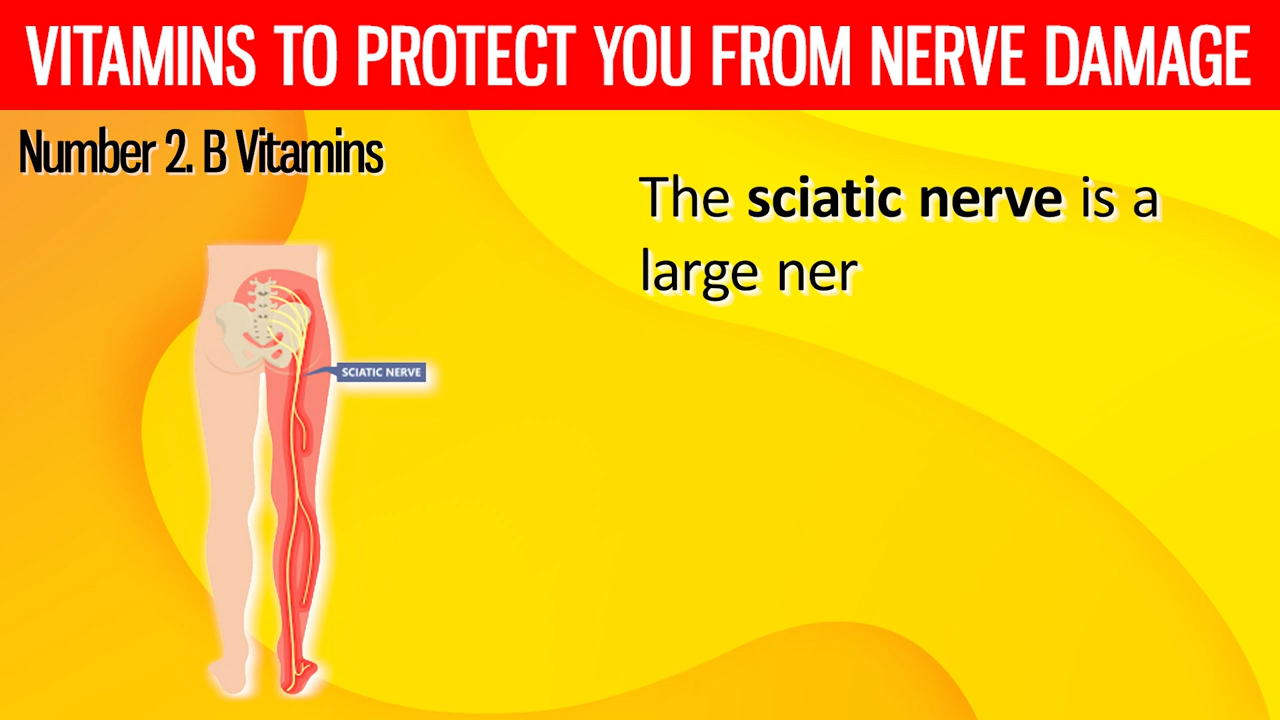 VITAMINS TO PROTECT YOU FROM NERVE DAMAGE
Number 2. B Vitamins
The sciatic nerve is a
large ner
SCIATIC NERVE